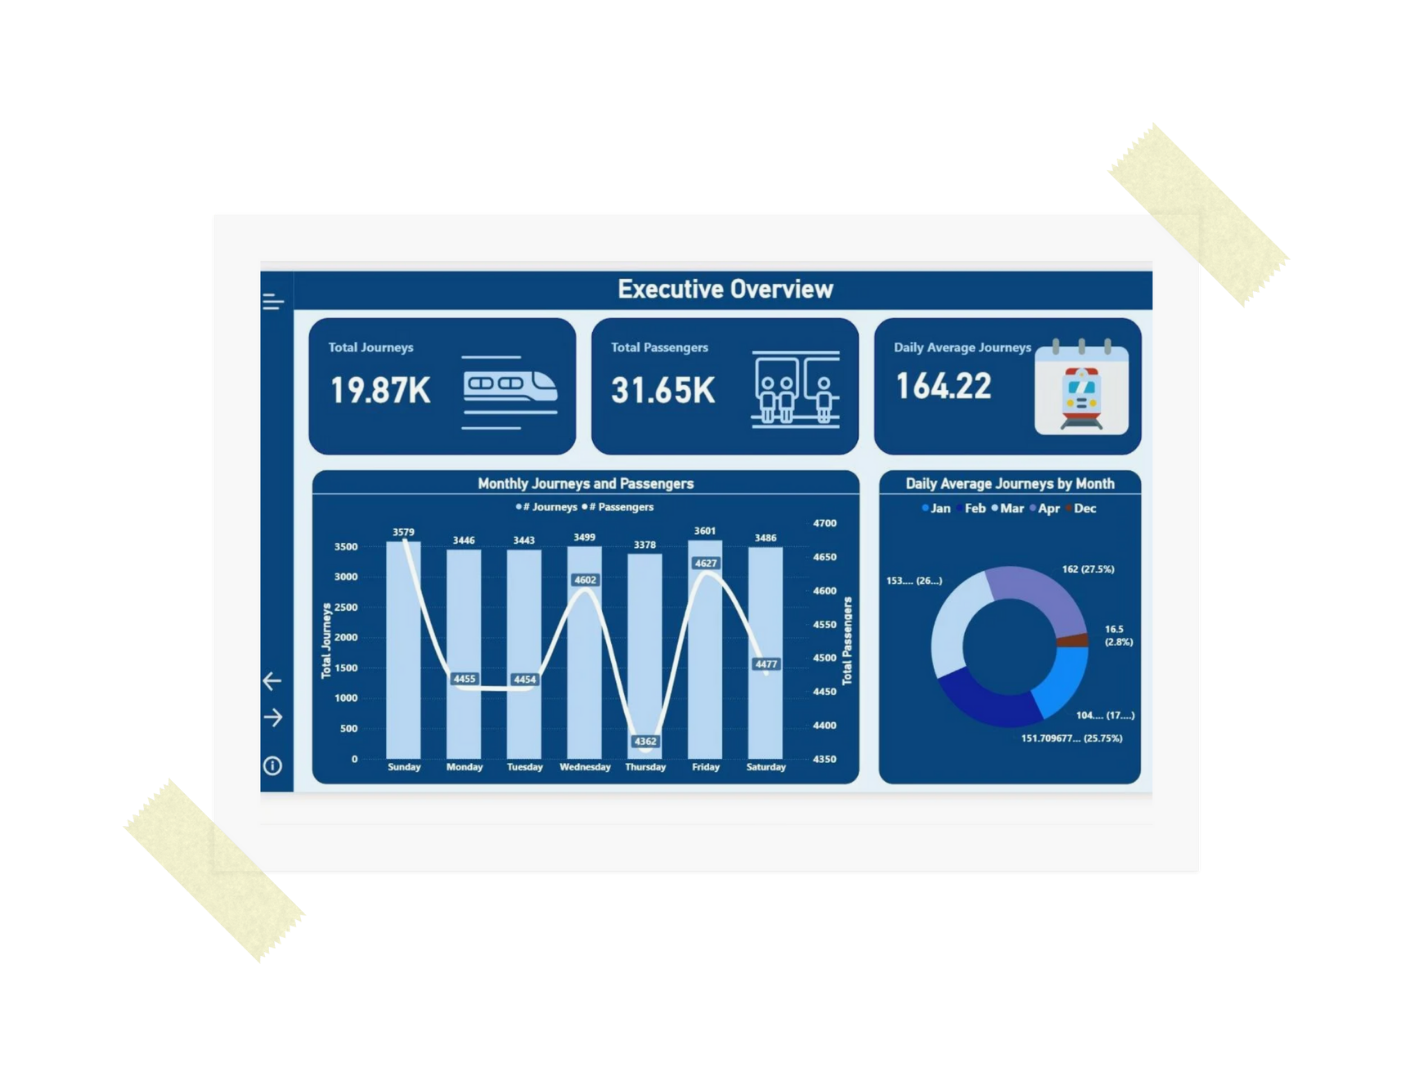 Executive Overview
Total Journeys
19.87K
Total Passengers
31.65K
Daily Average Journeys
164.22
Monthly Journeys and Passengers
# Journeys # Passengers
Total Journeys
3500
3000
2500
2000
1500
1000
500
0
3579
3446
3443
3499
3378
3601
3486
4455
4454
4602
4362
4627
4477
Sunday Monday Tuesday Wednesday Thursday Friday Saturday
4700
4650
4600
4550
4500
4450
4400
4350
Total Passengers
Daily Average Journeys by Month
Jan Feb Mar Apr Dec
162 (27.5%)
153.... (26...)
16.5
(2.8%)
104.... (17....)
151.709677... (25.75%)